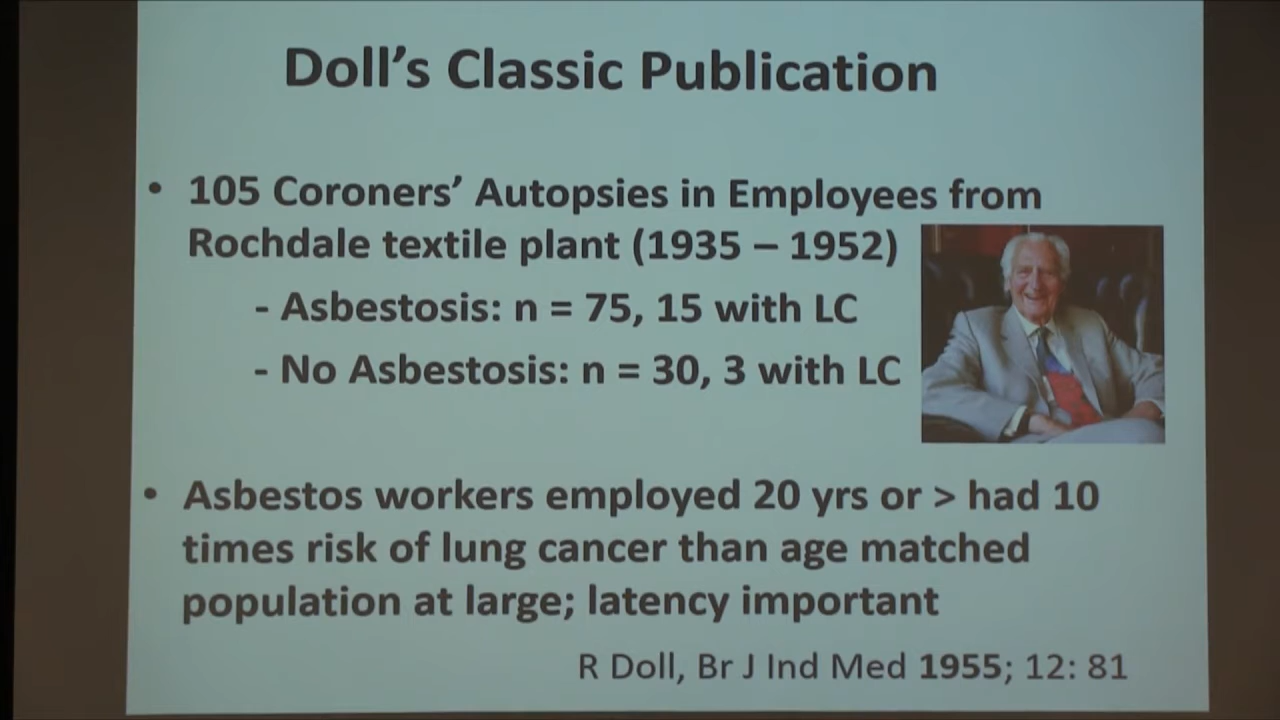 Doll's Classic Publication
• 105 Coroners' Autopsies in Employees from
Rochdale textile plant (1935 – 1952)
- Asbestosis: n = 75, 15 with LC
- No Asbestosis: n = 30, 3 with LC
• Asbestos workers employed 20 yrs or > had 10
times risk of lung cancer than age matched
population at large; latency important
R Doll, Br J Ind Med 1955; 12: 81